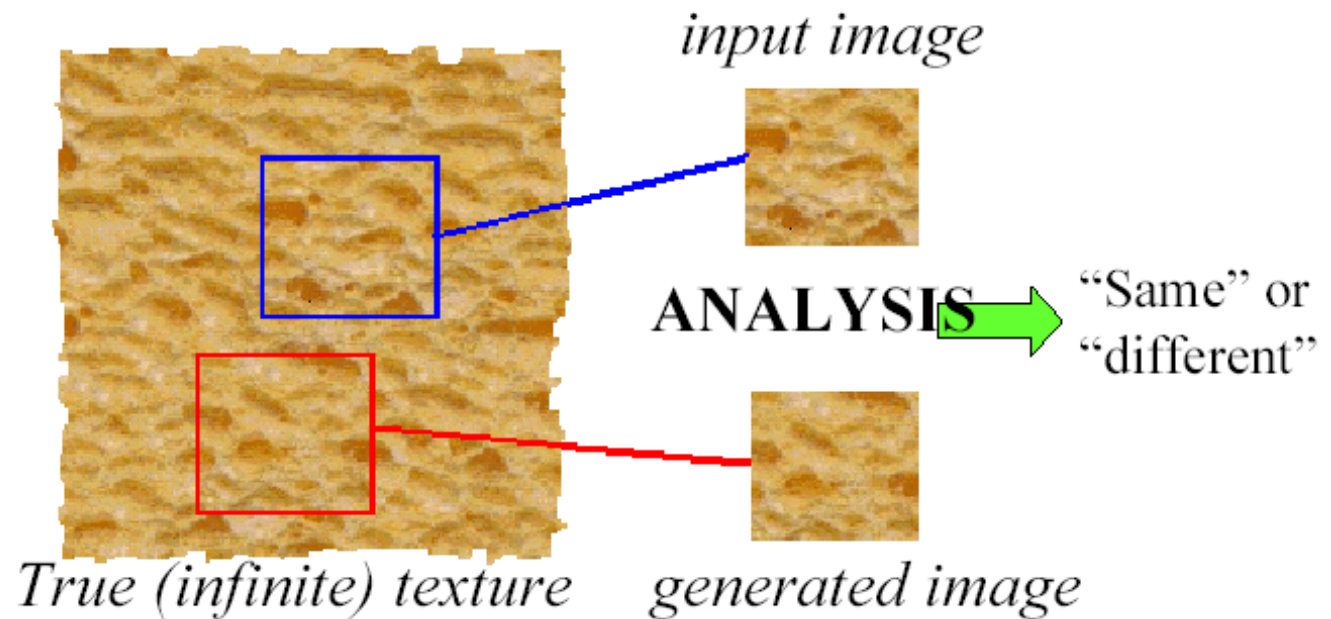 input image
ANALYSIS
“Same” or
“different”
True (infinite) texture
generated image